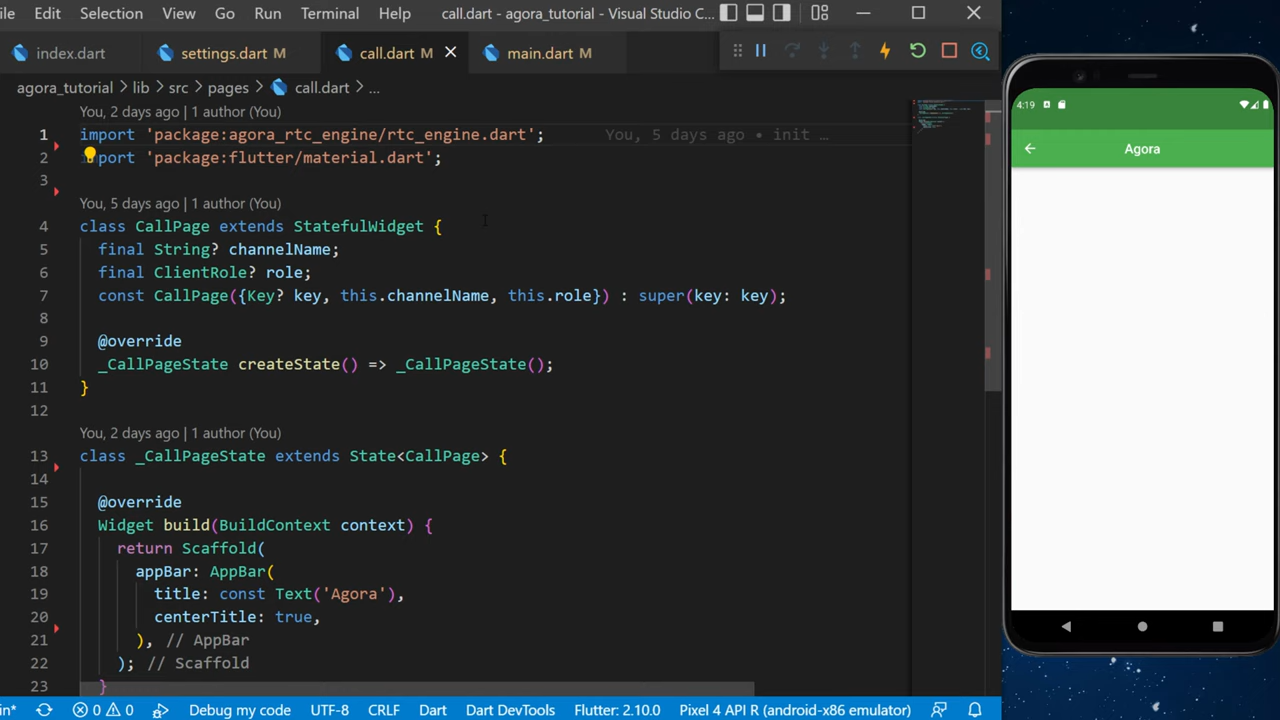 ile Edit Selection View Go Run Terminal Help call.dart - agora_tutorial - Visual Studio C...
index.dart settings.dart M call.dart M main.dart M
agora_tutorial > lib > src > pages > call.dart > ...
You, 2 days ago | 1 author (You)
1 import 'package:agora_rtc_engine/rtc_engine.dart'; You, 5 days ago • init ...
2 port 'package:flutter/material.dart';
3
You, 5 days ago | 1 author (You)
4 class CallPage extends StatefulWidget {
5 final String? channelName;
6 final ClientRole? role;
7 const CallPage({Key? key, this.channelName, this.role}) : super(key: key);
8
9 @override
10 _CallPageState createState() => _CallPageState();
11 }
12
You, 2 days ago | 1 author (You)
13 class _CallPageState extends State<CallPage> {
14
15 @override
16 Widget build(BuildContext context) {
17 return Scaffold(
18 appBar: AppBar(
19 title: const Text('Agora'),
20 centerTitle: true,
21 ), // AppBar
22 ); // Scaffold
23 }
in* 0 0 Debug my code UTF-8 CRLF Dart Dart DevTools Flutter: 2.10.0 Pixel 4 API R (android-x86 emulator)
4:19
Agora